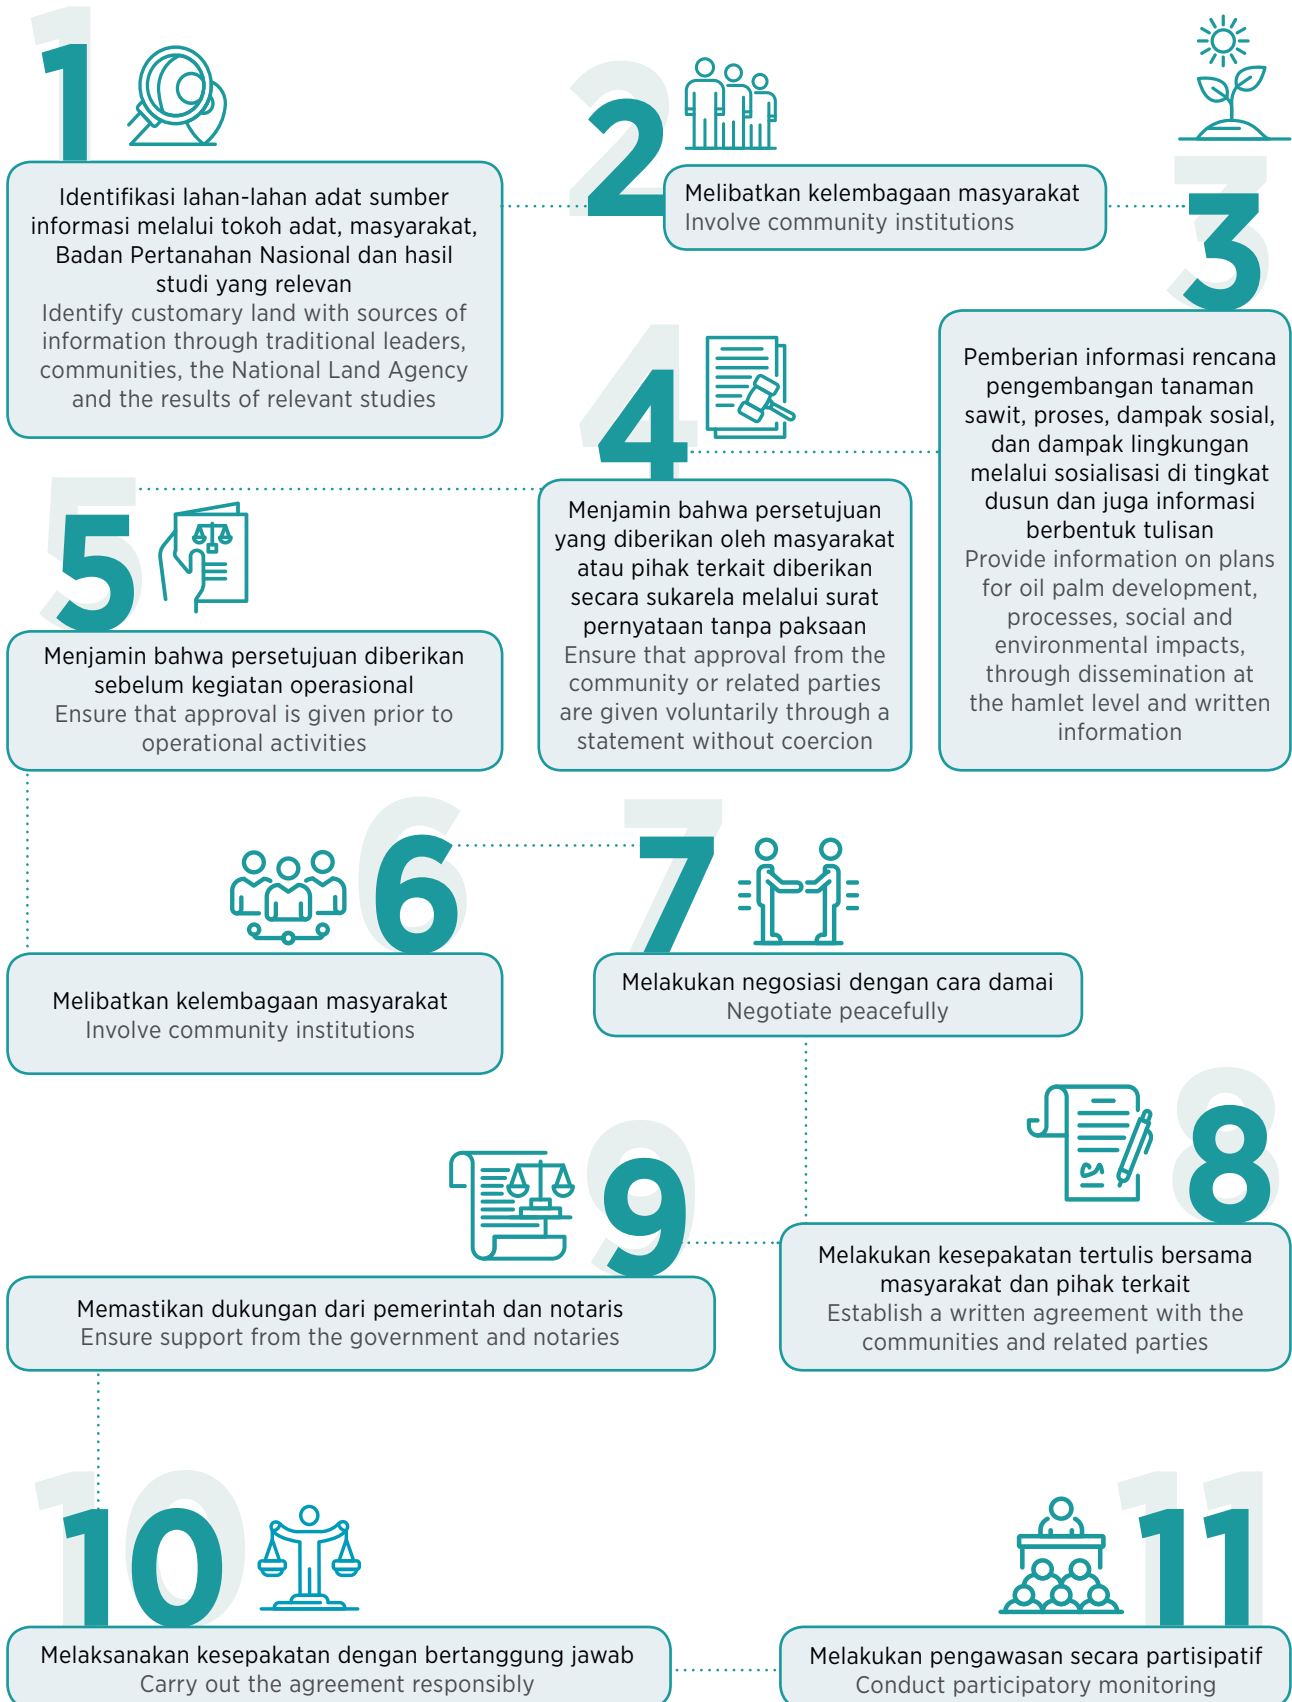 1
Identifikasi lahan-lahan adat sumber
informasi melalui tokoh adat, masyarakat,
Badan Pertanahan Nasional dan hasil
studi yang relevan
Identify customary land with sources of
information through traditional leaders,
communities, the National Land Agency
and the results of relevant studies
2
Melibatkan kelembagaan masyarakat
Involve community institutions
3
Pemberian informasi rencana
pengembangan tanaman
sawit, proses, dampak sosial,
dan dampak lingkungan
melalui sosialisasi di tingkat
dusun dan juga informasi
berbentuk tulisan
Provide information on plans
for oil palm development,
processes, social and
environmental impacts,
through dissemination at
the hamlet level and written
information
4
Menjamin bahwa persetujuan
yang diberikan oleh masyarakat
atau pihak terkait diberikan
secara sukarela melalui surat
pernyataan tanpa paksaan
Ensure that approval from the
community or related parties
are given voluntarily through a
statement without coercion
5
Menjamin bahwa persetujuan diberikan
sebelum kegiatan operasional
Ensure that approval is given prior to
operational activities
6
Melibatkan kelembagaan masyarakat
Involve community institutions
7
Melakukan negosiasi dengan cara damai
Negotiate peacefully
8
Melakukan kesepakatan tertulis bersama
masyarakat dan pihak terkait
Establish a written agreement with the
communities and related parties
9
Memastikan dukungan dari pemerintah dan notaris
Ensure support from the government and notaries
10
Melaksanakan kesepakatan dengan bertanggung jawab
Carry out the agreement responsibly
11
Melakukan pengawasan secara partisipatif
Conduct participatory monitoring